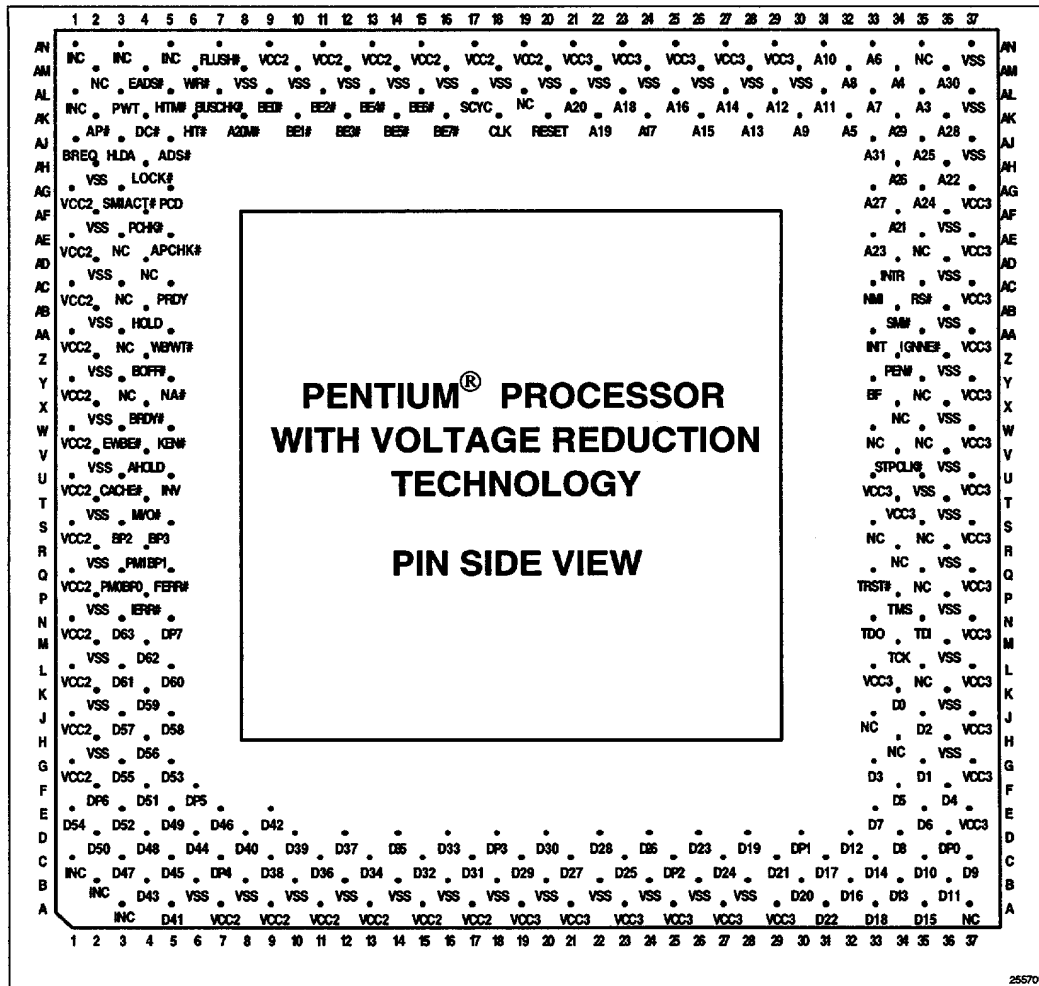 1 2 3 4 5 6 7 8 9 10 11 12 13 14 15 16 17 18 19 20 21 22 23 24 25 26 27 28 29 30 31 32 33 34 35 36 37
AN INC INC INC FLUSH# VCC2 VCC2 VCC2 VCC2 VCC2 VCC2 VCC3 VCC3 VCC3 VCC3 VCC3 A10 A6 NC VSS AN
AM NC EADS# W/R# VSS VSS VSS VSS VSS VSS VSS VSS VSS VSS VSS VSS VSS A8 A4 A30 AM
AL INC PWT HITM# BUSCHK# BE0# BE2# BE4# BE6# SCYC NC A20 A18 A16 A14 A12 A11 A7 A3 VSS AL
AK AP# DC# HIT# A20M# BE1# BE3# BE5# BE7# CLK RESET A19 A17 A15 A13 A9 A5 A29 A28 AK
AJ BREQ HLDA ADS# A31 A25 VSS AJ
AH VSS LOCK# A26 A22 AH
AG VCC2 SMIACT# PCD A27 A24 VCC3 AG
AF VSS PCHK# A21 VSS AF
AE VCC2 NC APCHK# A23 NC VCC3 AE
AD VSS NC INTR VSS AD
AC VCC2 NC PRDY NMI RS# VCC3 AC
AB VSS HOLD SMI# VSS AB
AA VCC2 NC WB/WT# INIT IGNNE# VCC3 AA
Z VSS BOFF# PEN# VSS Z
Y VCC2 NC NA# BF NC VCC3 Y
X VSS BRDY# NC VSS X
W VCC2 EWBE# KEN# NC NC VCC3 W
V VSS AHOLD STPCLK# VSS V
U VCC2 CACHE# INV VCC3 VSS VCC3 U
T VSS M/IO# VCC3 VSS T
S VCC2 BP2 BP3 NC NC VCC3 S
R VSS PM1BP1 NC VSS R
Q VCC2 PM0BP0 FERR# TRST# NC VCC3 Q
P VSS IERR# TMS VSS P
N VCC2 D63 DP7 TDO TDI VCC3 N
M VSS D62 TCK VSS M
L VCC2 D61 D60 VCC3 NC VCC3 L
K VSS D59 D0 VSS K
J VCC2 D57 D58 NC D2 VCC3 J
H VSS D56 NC VSS H
G VCC2 D55 D53 D3 D1 VCC3 G
F DP6 D51 DP5 D5 D4 F
E D54 D52 D49 D46 D42 D7 D6 VCC3 E
D D50 D48 D44 D40 D39 D37 D35 D33 DP3 D30 D28 D26 D23 D19 DP1 D12 D8 DP0 D
C INC D47 D45 DP4 D38 D36 D34 D32 D31 D29 D27 D25 DP2 D24 D21 D17 D14 D10 D9 C
B INC D43 VSS VSS VSS VSS VSS VSS VSS VSS VSS VSS VSS VSS D20 D16 D13 D11 B
A INC D41 VCC2 VCC2 VCC2 VCC2 VCC2 VCC2 VCC3 VCC3 VCC3 VCC3 VCC3 VCC3 D22 D18 D15 NC A
1 2 3 4 5 6 7 8 9 10 11 12 13 14 15 16 17 18 19 20 21 22 23 24 25 26 27 28 29 30 31 32 33 34 35 36 37
PENTIUM® PROCESSOR
WITH VOLTAGE REDUCTION
TECHNOLOGY
PIN SIDE VIEW
25570